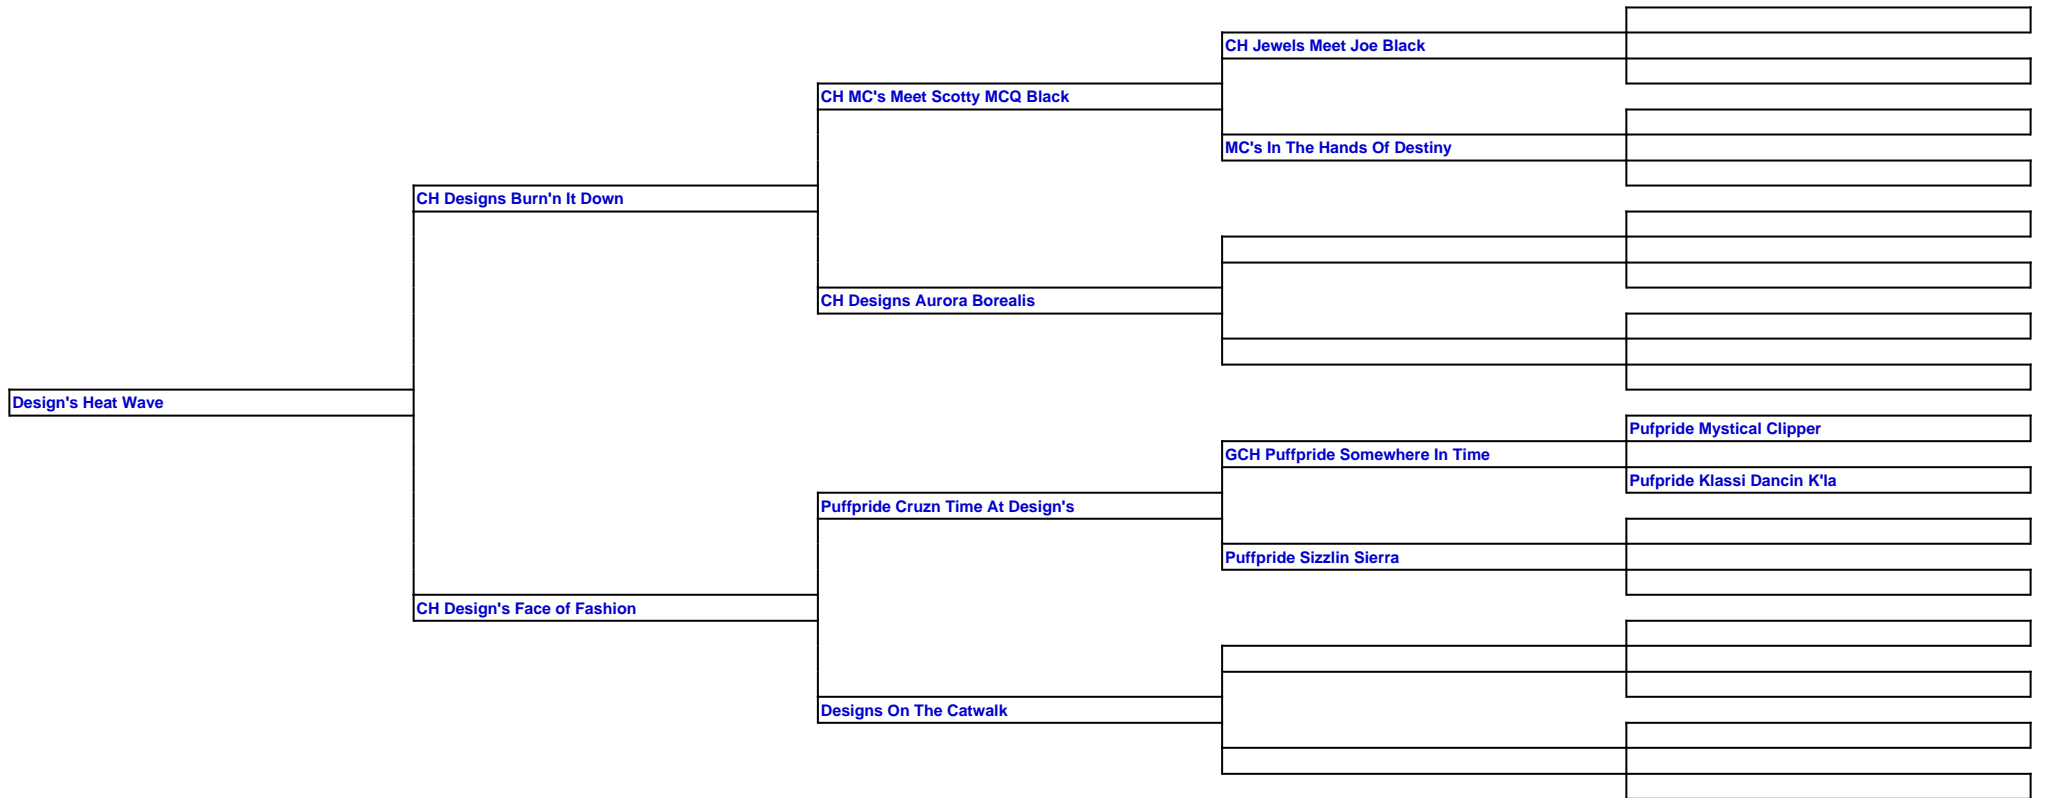 CH Jewels Meet Joe Black
CH MC's Meet Scotty MCQ Black
MC's In The Hands Of Destiny
CH Designs Burn'n It Down
CH Designs Aurora Borealis
Design's Heat Wave
Pufpride Mystical Clipper
GCH Puffpride Somewhere In Time
Pufpride Klassi Dancin K'la
Puffpride Cruzn Time At Design's
Puffpride Sizzlin Sierra
CH Design's Face of Fashion
Designs On The Catwalk